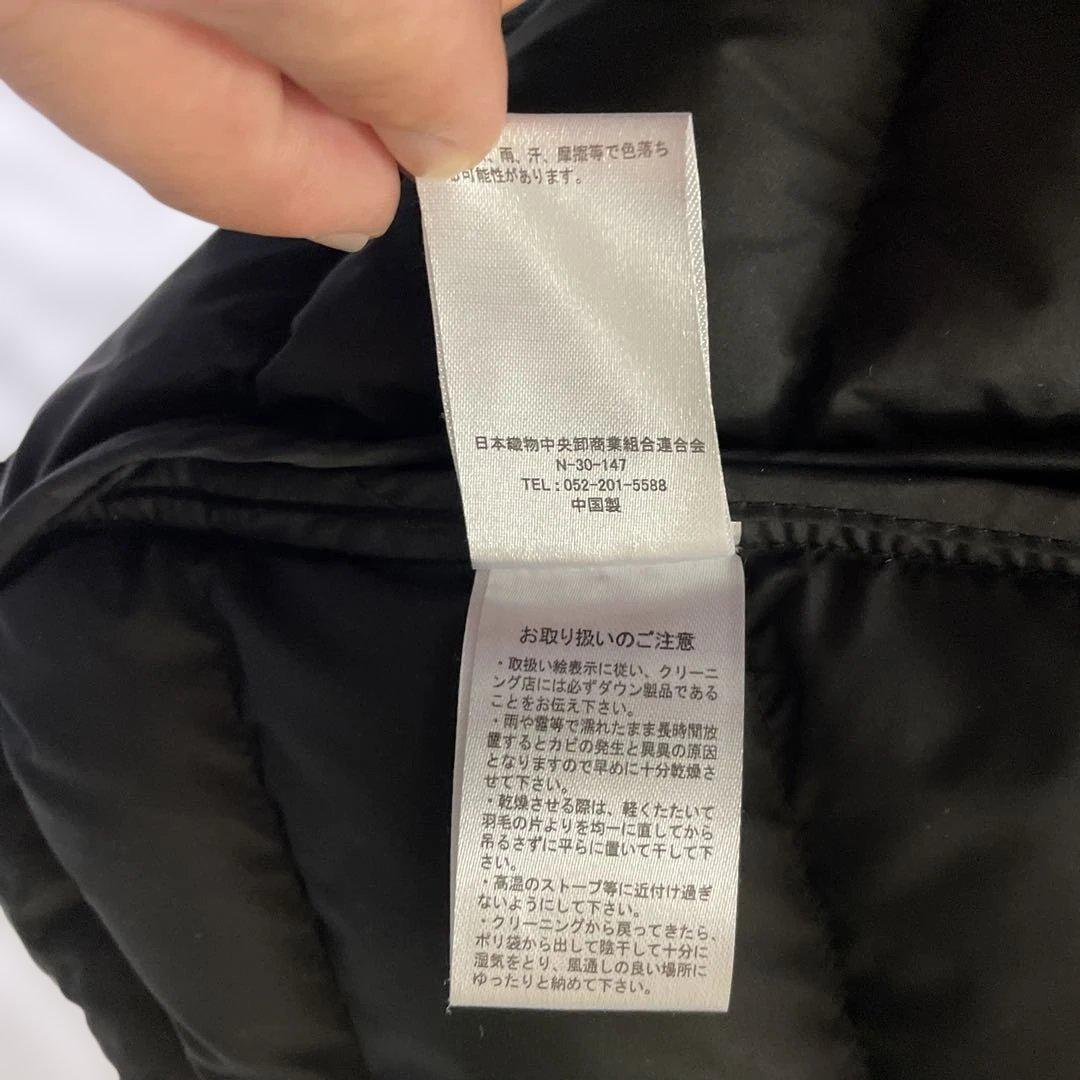 雨、汗、摩擦等で色落ち
可能性があります。
日本織物中央卸商業組合連合会
N-30-147
TEL:052-201-5588
中国製
お取り扱いのご注意
・取扱い絵表示に従い、クリーニ
ング店には必ずダウン製品である
ことをお伝え下さい。
・雨や雪等で濡れたまま長時間放
置するとカビの発生と異臭の原因
となりますので早めに十分乾燥さ
せて下さい。
・乾燥させる際は、軽くたたいて
羽毛の片よりを均一に直してから
吊るさずに平らに置いて干して下
さい。
・高温のストーブ等に近付け過ぎ
ないようにして下さい。
・クリーニングから戻ってきたら、
ポリ袋から出して陰干して十分に
湿気をとり、風通しの良い場所に
ゆったりと納めて下さい。